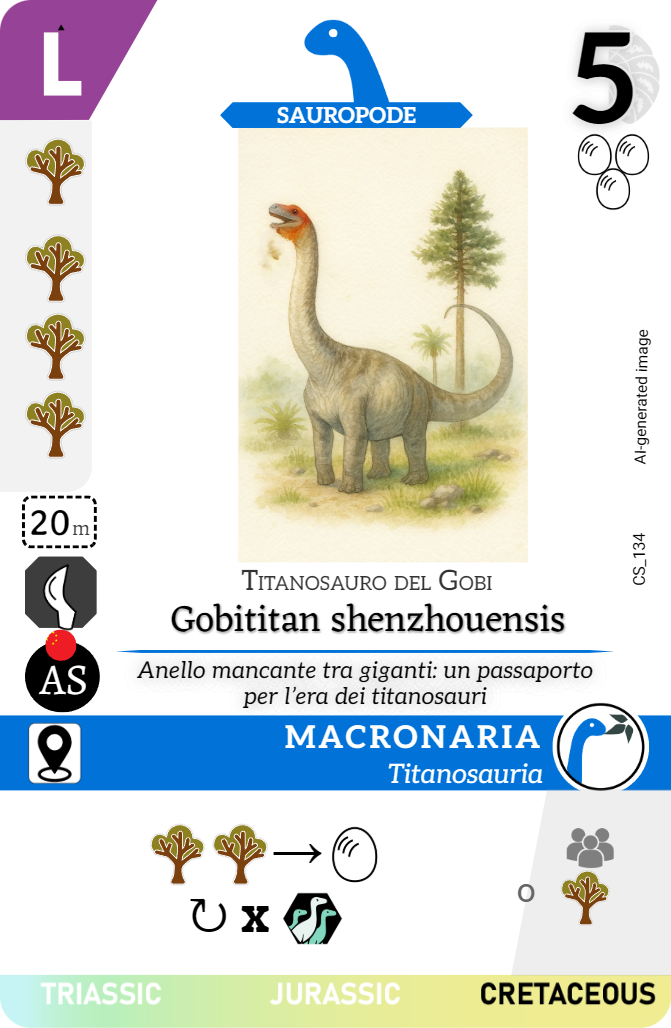 L
SAUROPODE
5
AI-generated image
CS_134
20m
AS
Titanosauro del Gobi
Gobititan shenzhouensis
Anello mancante tra giganti: un passaporto
per l'era dei titanosauri
MACRONARIA
Titanosauria
x
O
TRIASSIC
JURASSIC
CRETACEOUS